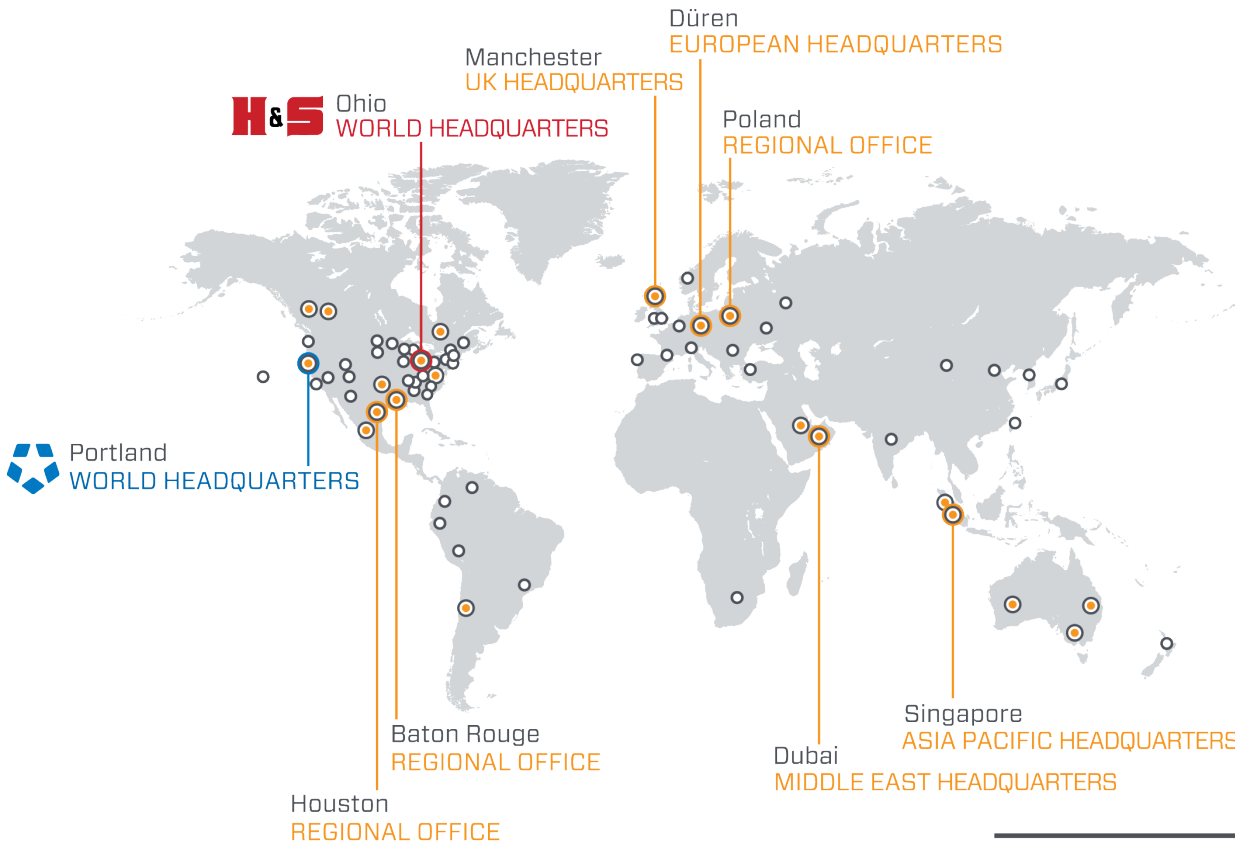 Düren
EUROPEAN HEADQUARTERS
Manchester
UK HEADQUARTERS
H&S
Ohio
WORLD HEADQUARTERS
Poland
REGIONAL OFFICE
Portland
WORLD HEADQUARTERS
Baton Rouge
REGIONAL OFFICE
Singapore
ASIA PACIFIC HEADQUARTERS
Dubai
MIDDLE EAST HEADQUARTERS
Houston
REGIONAL OFFICE